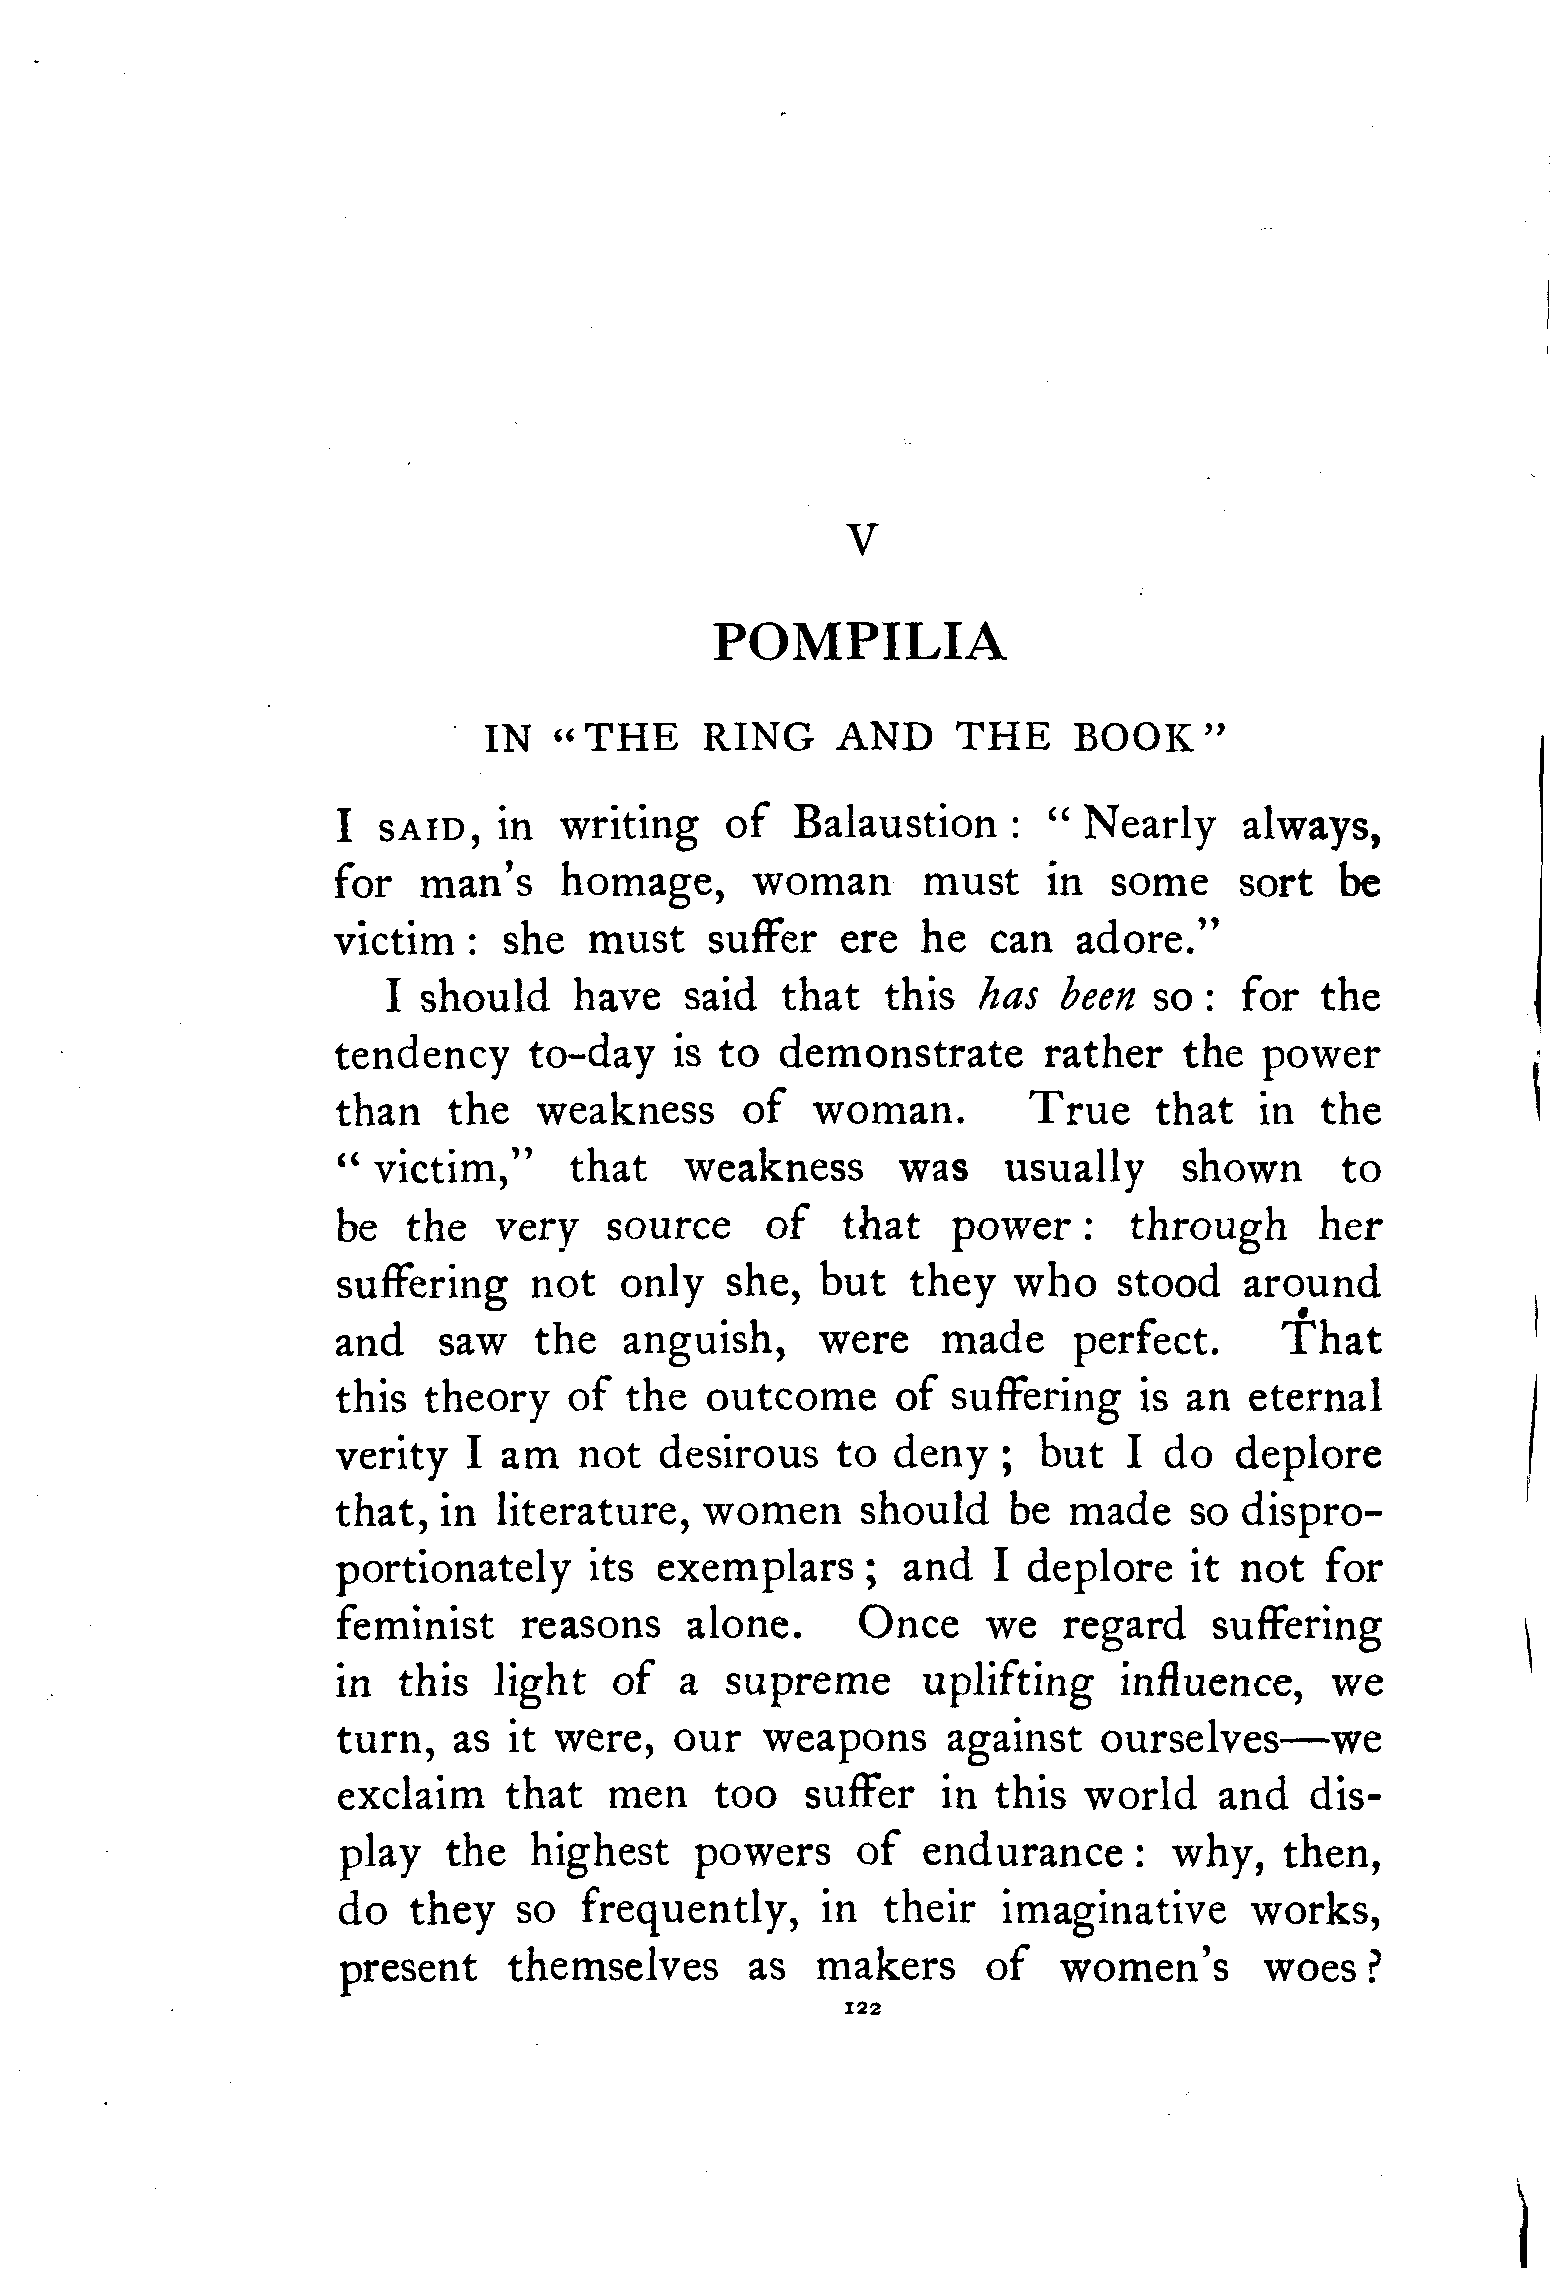 V
POMPILIA
IN “THE RING AND THE BOOK”
I SAID, in writing of Balaustion : “ Nearly always,
for man's homage, woman must in some sort be
victim : she must suffer ere he can adore.”
I should have said that this has been so : for the
tendency to-day is to demonstrate rather the power
than the weakness of woman. True that in the
“ victim,” that weakness was usually shown to
be the very source of that power : through her
suffering not only she, but they who stood around
and saw the anguish, were made perfect. That
this theory of the outcome of suffering is an eternal
verity I am not desirous to deny ; but I do deplore
that, in literature, women should be made so dispro-
portionately its exemplars ; and I deplore it not for
feminist reasons alone. Once we regard suffering
in this light of a supreme uplifting influence, we
turn, as it were, our weapons against ourselves—we
exclaim that men too suffer in this world and dis-
play the highest powers of endurance : why, then,
do they so frequently, in their imaginative works,
present themselves as makers of women's woes ?
122